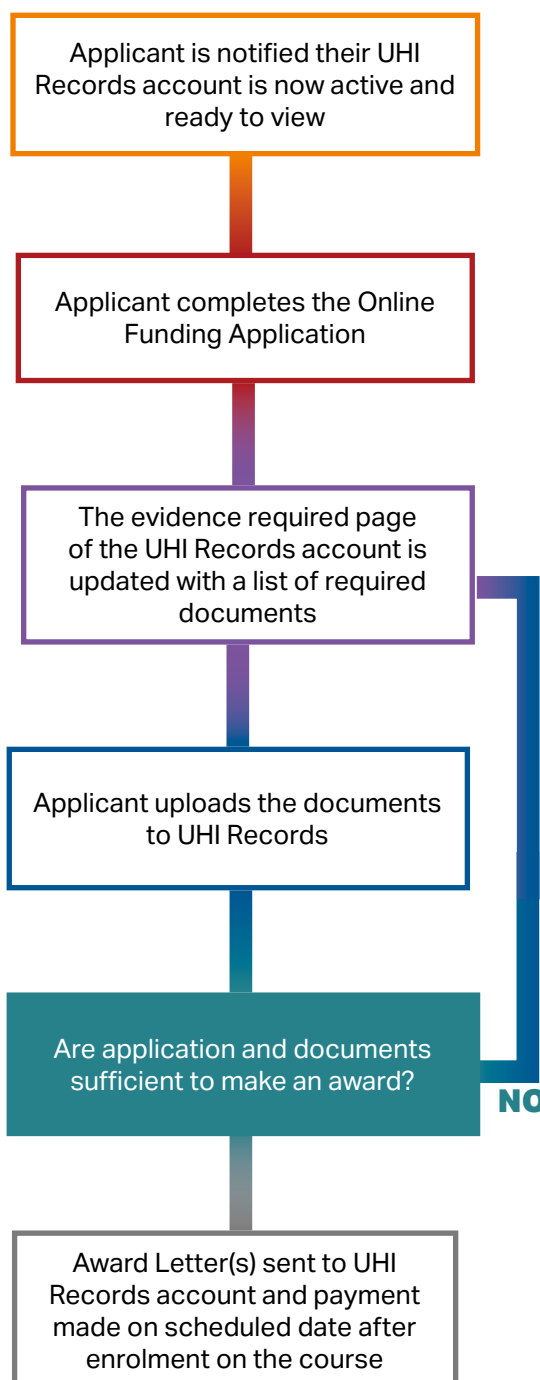 Applicant is notified their UHI
Records account is now active and
ready to view
Applicant completes the Online
Funding Application
The evidence required page
of the UHI Records account is
updated with a list of required
documents
Applicant uploads the documents
to UHI Records
Are application and documents
sufficient to make an award?
NO
Award Letter(s) sent to UHI
Records account and payment
made on scheduled date after
enrolment on the course